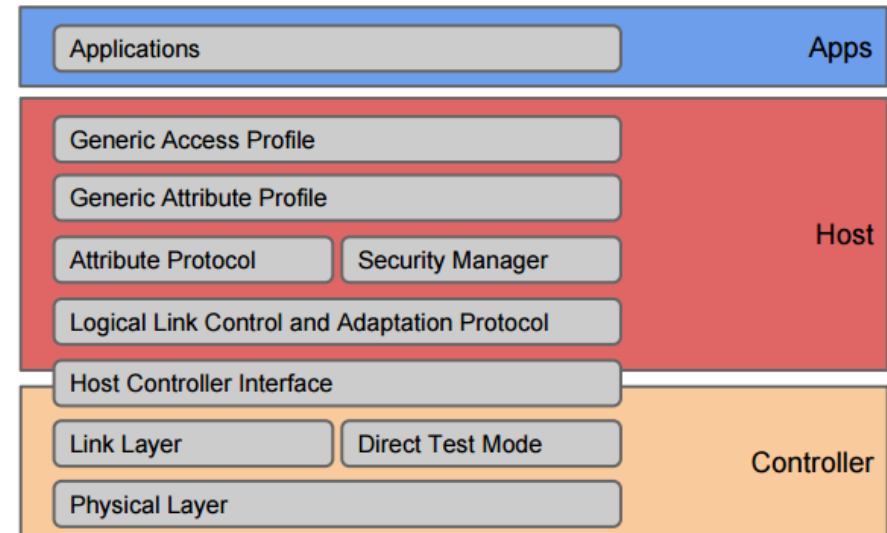 Applications
Apps
Generic Access Profile
Generic Attribute Profile
Host
Attribute Protocol
Security Manager
Logical Link Control and Adaptation Protocol
Host Controller Interface
Link Layer
Direct Test Mode
Controller
Physical Layer